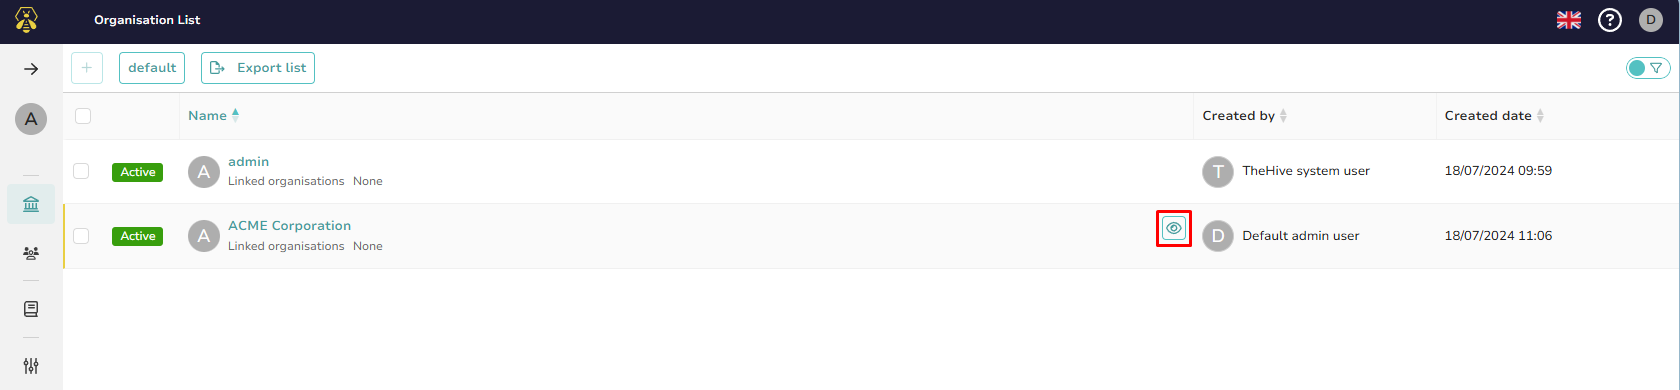 Organisation List
?
D
+
default
Export list
A
Name
Created by
Created date
Active
A
admin
Linked organisations None
T
TheHive system user
18/07/2024 09:59
Active
A
ACME Corporation
Linked organisations None
D
Default admin user
18/07/2024 11:06